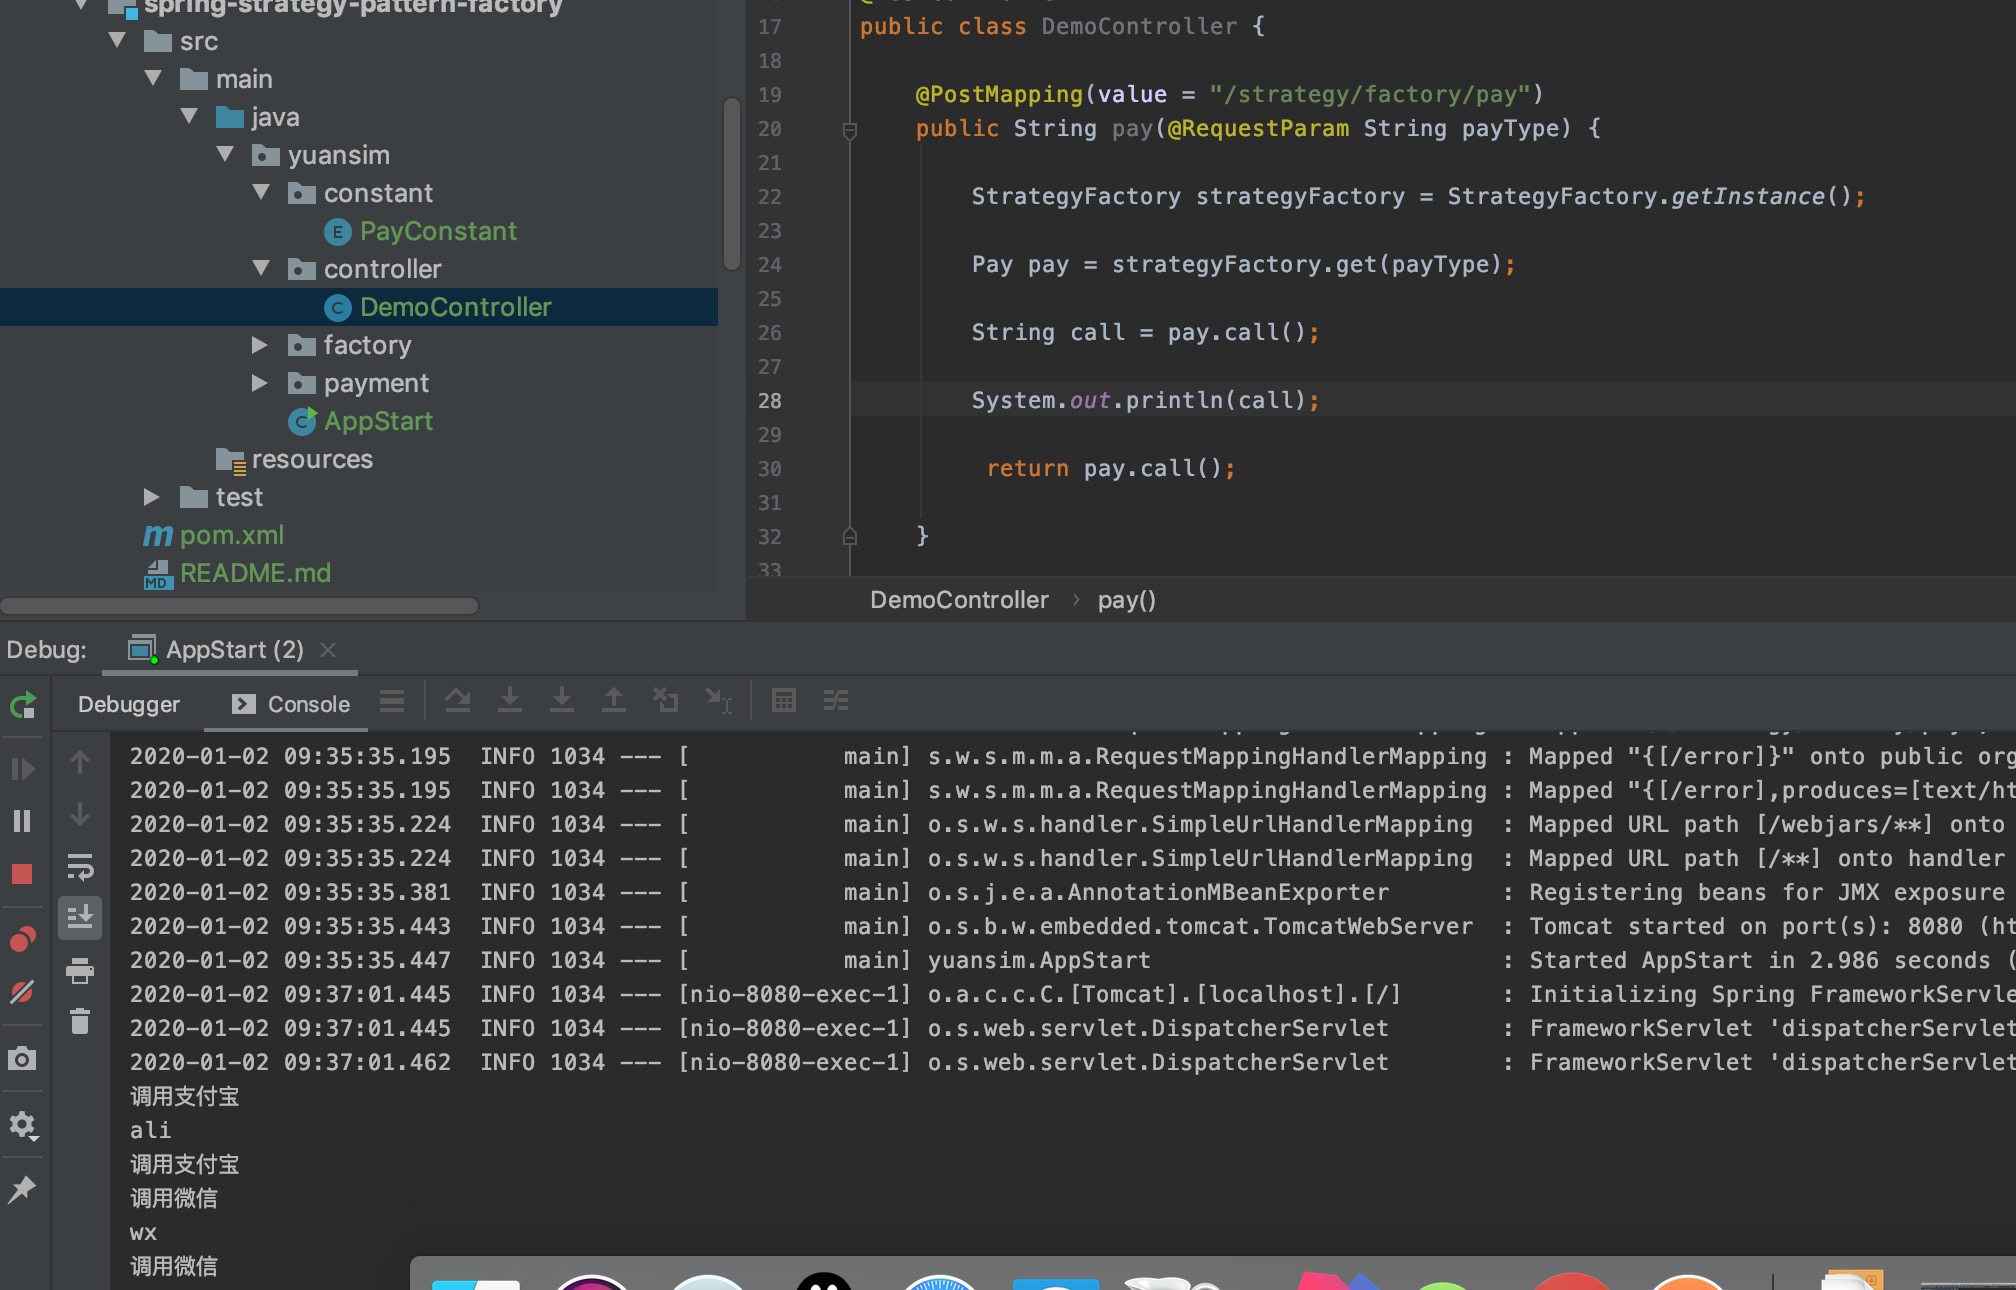 spring-strategy-pattern-factory
src
main
java
yuansim
constant
E PayConstant
controller
C DemoController
factory
payment
C AppStart
resources
test
m pom.xml
MD README.md
17 public class DemoController {
18
19 @PostMapping(value = "/strategy/factory/pay")
20 public String pay(@RequestParam String payType) {
21
22 StrategyFactory strategyFactory = StrategyFactory.getInstance();
23
24 Pay pay = strategyFactory.get(payType);
25
26 String call = pay.call();
27
28 System.out.println(call);
29
30 return pay.call();
31
32 }
33
DemoController › pay()
Debug: AppStart (2) ×
Debugger Console
2020-01-02 09:35:35.195 INFO 1034 --- [ main] s.w.s.m.m.a.RequestMappingHandlerMapping : Mapped "{[/error]}" onto public org
2020-01-02 09:35:35.195 INFO 1034 --- [ main] s.w.s.m.m.a.RequestMappingHandlerMapping : Mapped "{[/error],produces=[text/ht
2020-01-02 09:35:35.224 INFO 1034 --- [ main] o.s.w.s.handler.SimpleUrlHandlerMapping : Mapped URL path [/webjars/**] onto
2020-01-02 09:35:35.224 INFO 1034 --- [ main] o.s.w.s.handler.SimpleUrlHandlerMapping : Mapped URL path [/**] onto handler
2020-01-02 09:35:35.381 INFO 1034 --- [ main] o.s.j.e.a.AnnotationMBeanExporter : Registering beans for JMX exposure
2020-01-02 09:35:35.443 INFO 1034 --- [ main] o.s.b.w.embedded.tomcat.TomcatWebServer : Tomcat started on port(s): 8080 (ht
2020-01-02 09:35:35.447 INFO 1034 --- [ main] yuansim.AppStart : Started AppStart in 2.986 seconds (
2020-01-02 09:37:01.445 INFO 1034 --- [nio-8080-exec-1] o.a.c.c.C.[Tomcat].[localhost].[/] : Initializing Spring FrameworkServle
2020-01-02 09:37:01.445 INFO 1034 --- [nio-8080-exec-1] o.s.web.servlet.DispatcherServlet : FrameworkServlet 'dispatcherServlet
2020-01-02 09:37:01.462 INFO 1034 --- [nio-8080-exec-1] o.s.web.servlet.DispatcherServlet : FrameworkServlet 'dispatcherServlet
调用支付宝
ali
调用支付宝
调用微信
wx
调用微信